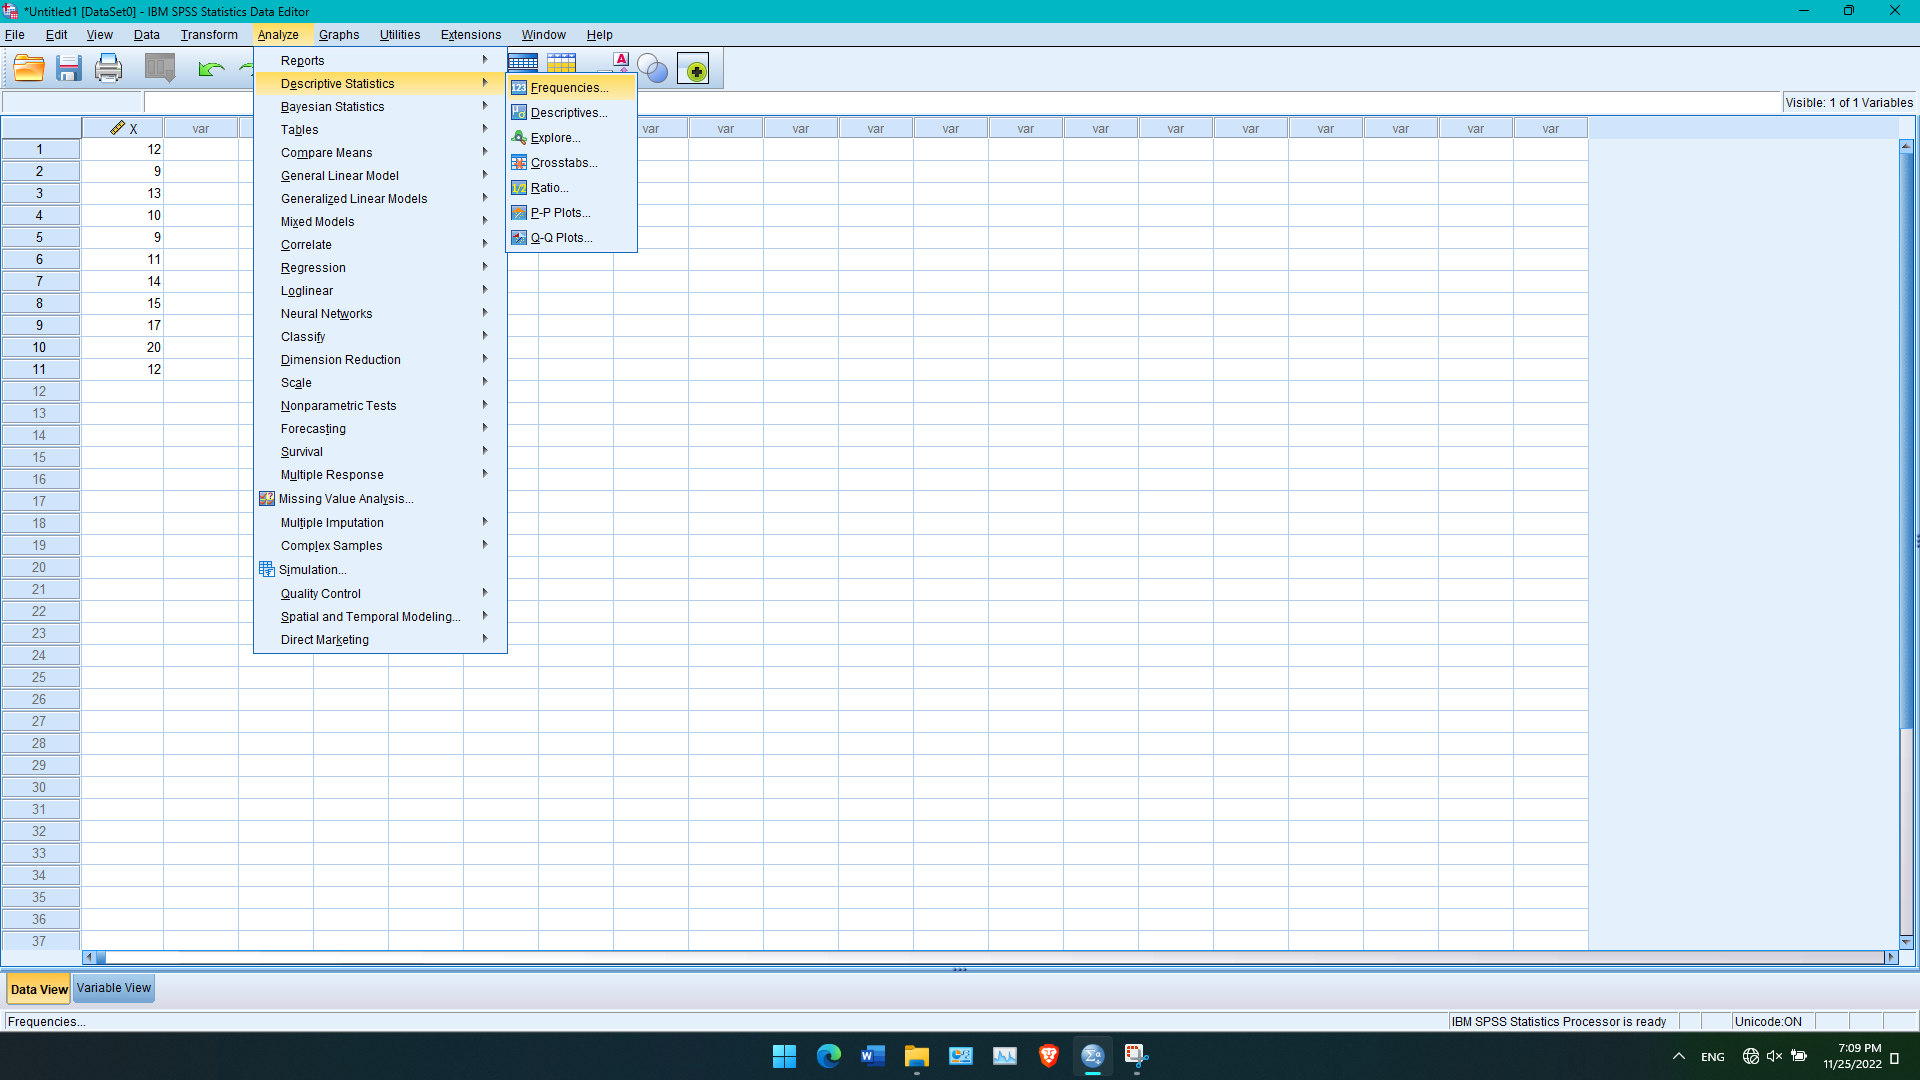 *Untitled1 [DataSet0] - IBM SPSS Statistics Data Editor
File Edit View Data Transform Analyze Graphs Utilities Extensions Window Help
Visible: 1 of 1 Variables
Reports
Descriptive Statistics
Bayesian Statistics
Tables
Compare Means
General Linear Model
Generalized Linear Models
Mixed Models
Correlate
Regression
Loglinear
Neural Networks
Classify
Dimension Reduction
Scale
Nonparametric Tests
Forecasting
Survival
Multiple Response
Missing Value Analysis...
Multiple Imputation
Complex Samples
Simulation...
Quality Control
Spatial and Temporal Modeling...
Direct Marketing
Frequencies...
Descriptives...
Explore...
Crosstabs...
Ratio...
P-P Plots...
Q-Q Plots...
X var var var var var var var var var var var var var var
1 12
2 9
3 13
4 10
5 9
6 11
7 14
8 15
9 17
10 20
11 12
12
13
14
15
16
17
18
19
20
21
22
23
24
25
26
27
28
29
30
31
32
33
34
35
36
37
Data View Variable View
Frequencies... IBM SPSS Statistics Processor is ready Unicode:ON
ENG
7:09 PM
11/25/2022